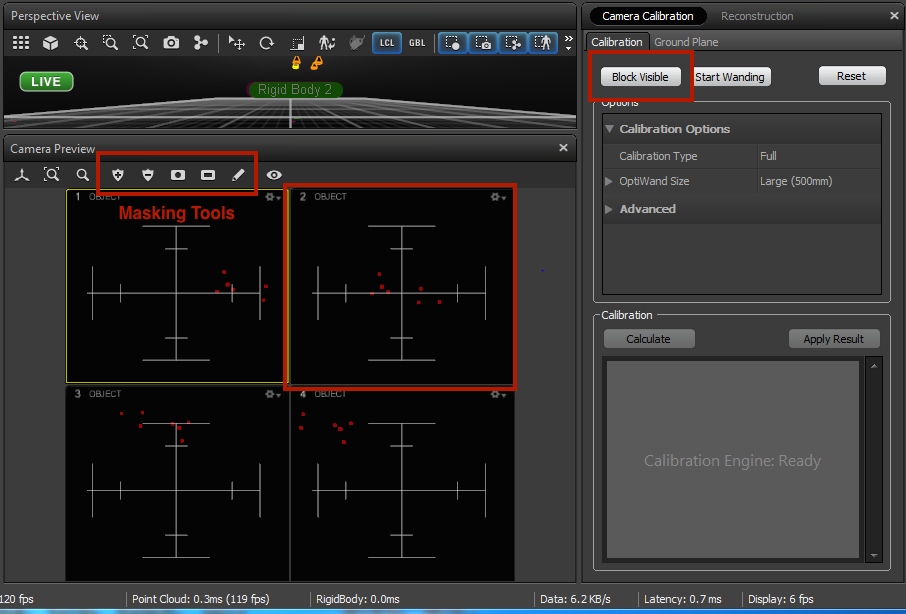 Perspective View
LCL
GBL
LIVE
Rigid Body 2
Camera Preview
Masking Tools
1 OBJECT
2 OBJECT
3 OBJECT
4 OBJECT
Camera Calibration
Reconstruction
Calibration
Ground Plane
Block Visible
Start Wanding
Reset
Options
Calibration Options
Calibration Type
Full
OptiWand Size
Large (500mm)
Advanced
Calibration
Calculate
Apply Result
Calibration Engine: Ready
120 fps
Point Cloud: 0.3ms (119 fps)
RigidBody: 0.0ms
Data: 6.2 KB/s
Latency: 0.7 ms
Display: 6 fps